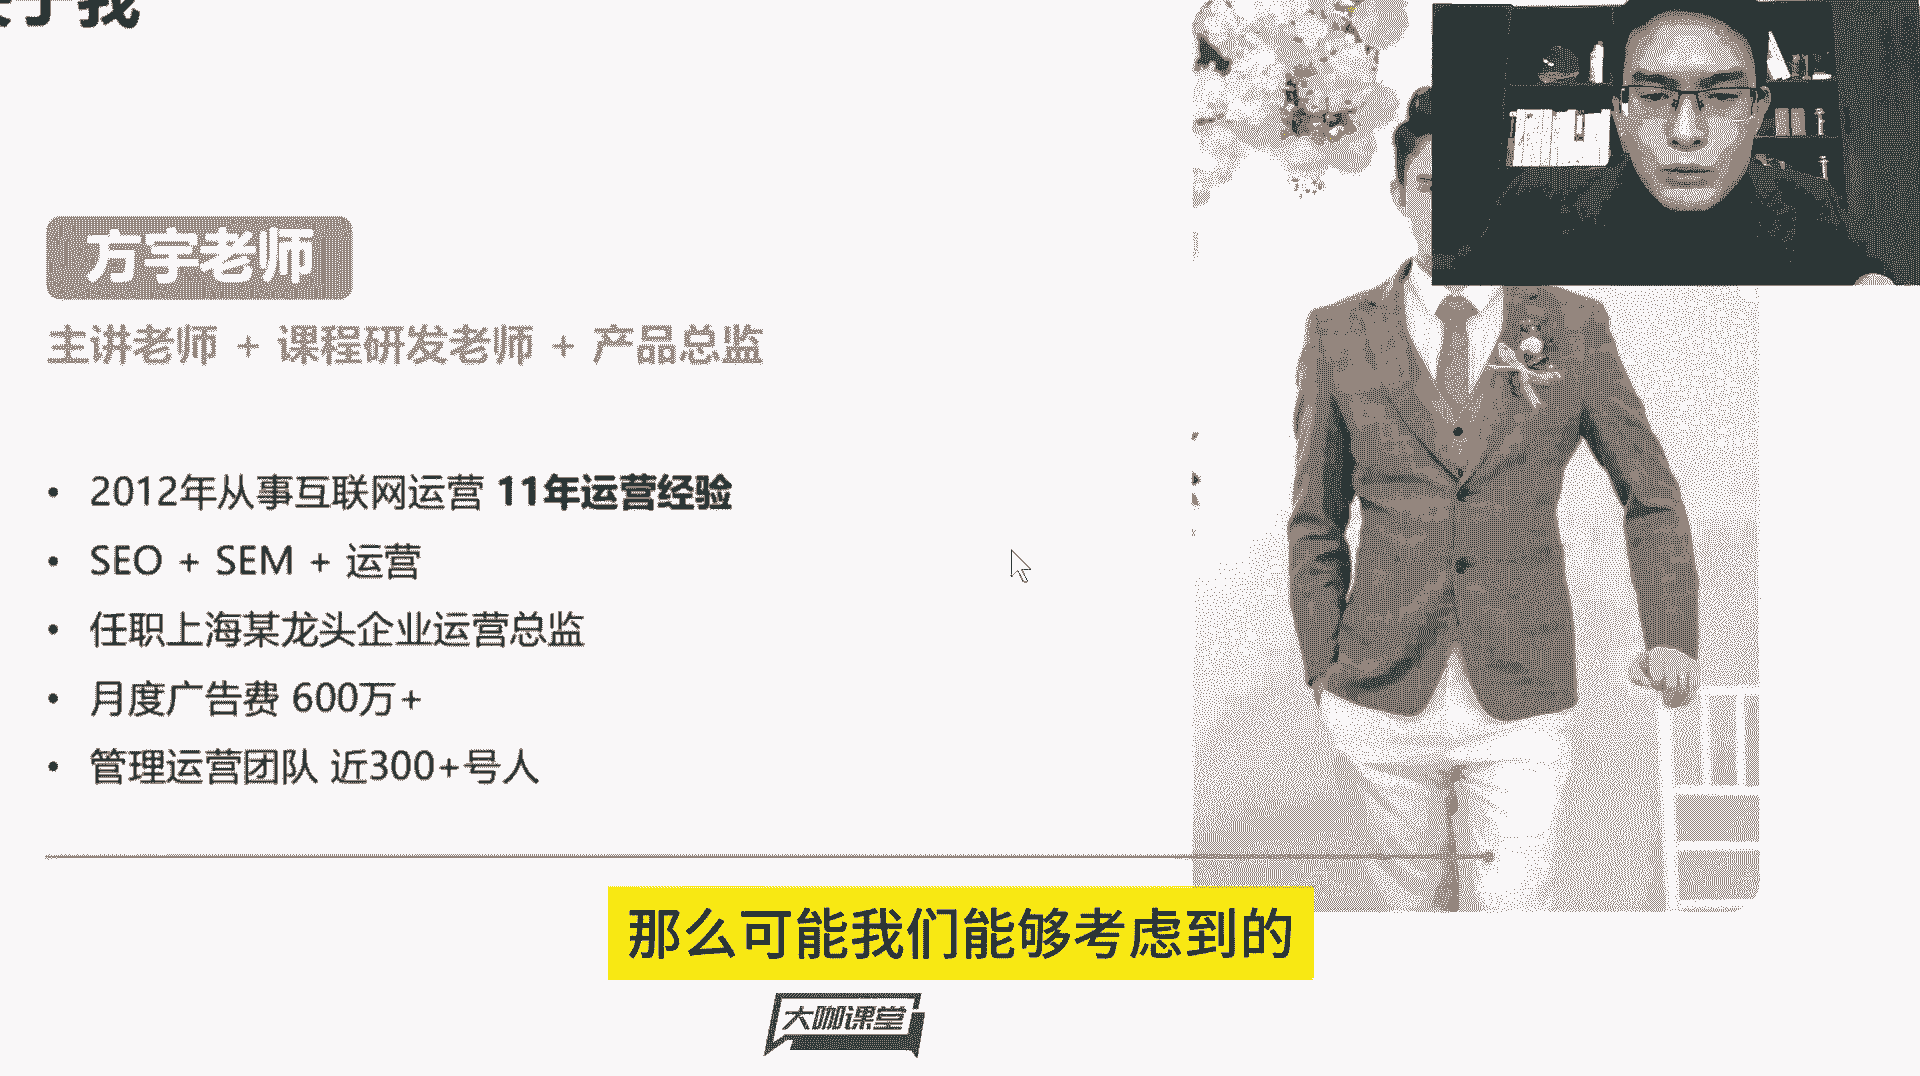 方宇老师
主讲老师 + 课程研发老师 + 产品总监
• 2012年从事互联网运营 11年运营经验
• SEO + SEM + 运营
• 任职上海某龙头企业运营总监
• 月度广告费 600万+
• 管理运营团队 近300+号人
那么可能我们能够考虑到的
大咖课堂